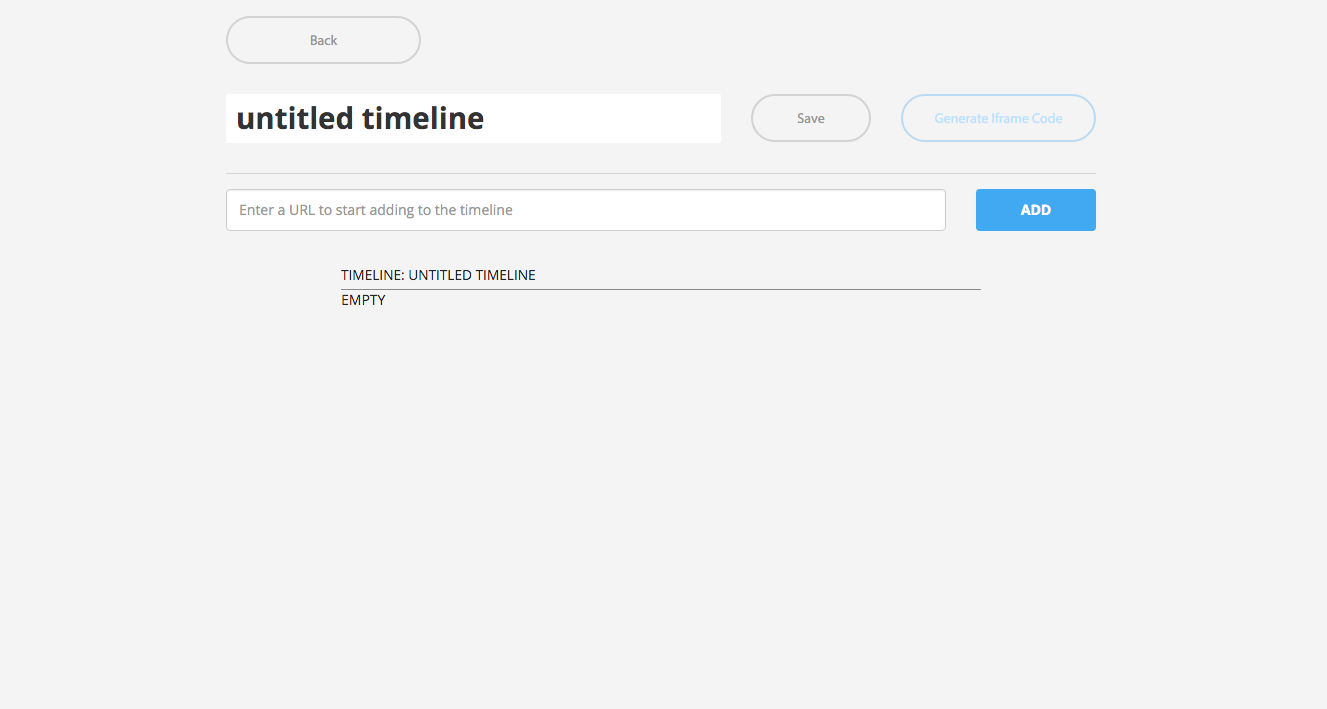 Back
untitled timeline
Save
Generate Iframe Code
Enter a URL to start adding to the timeline
ADD
TIMELINE: UNTITLED TIMELINE
EMPTY